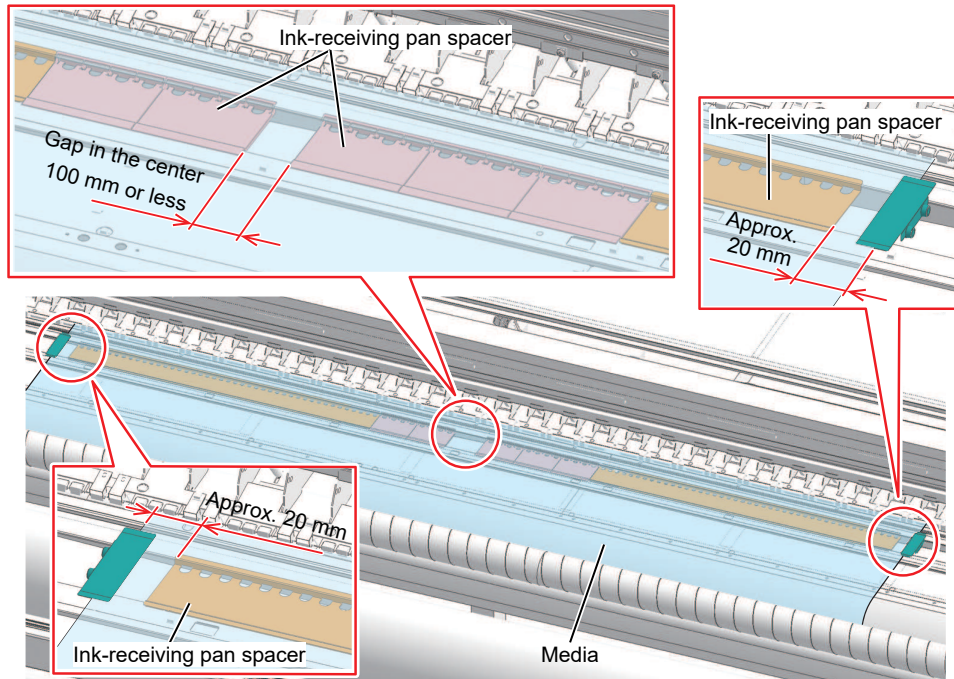 Ink-receiving pan spacer
Gap in the center
100 mm or less
Ink-receiving pan spacer
Approx.
20 mm
Approx. 20 mm
Ink-receiving pan spacer
Media